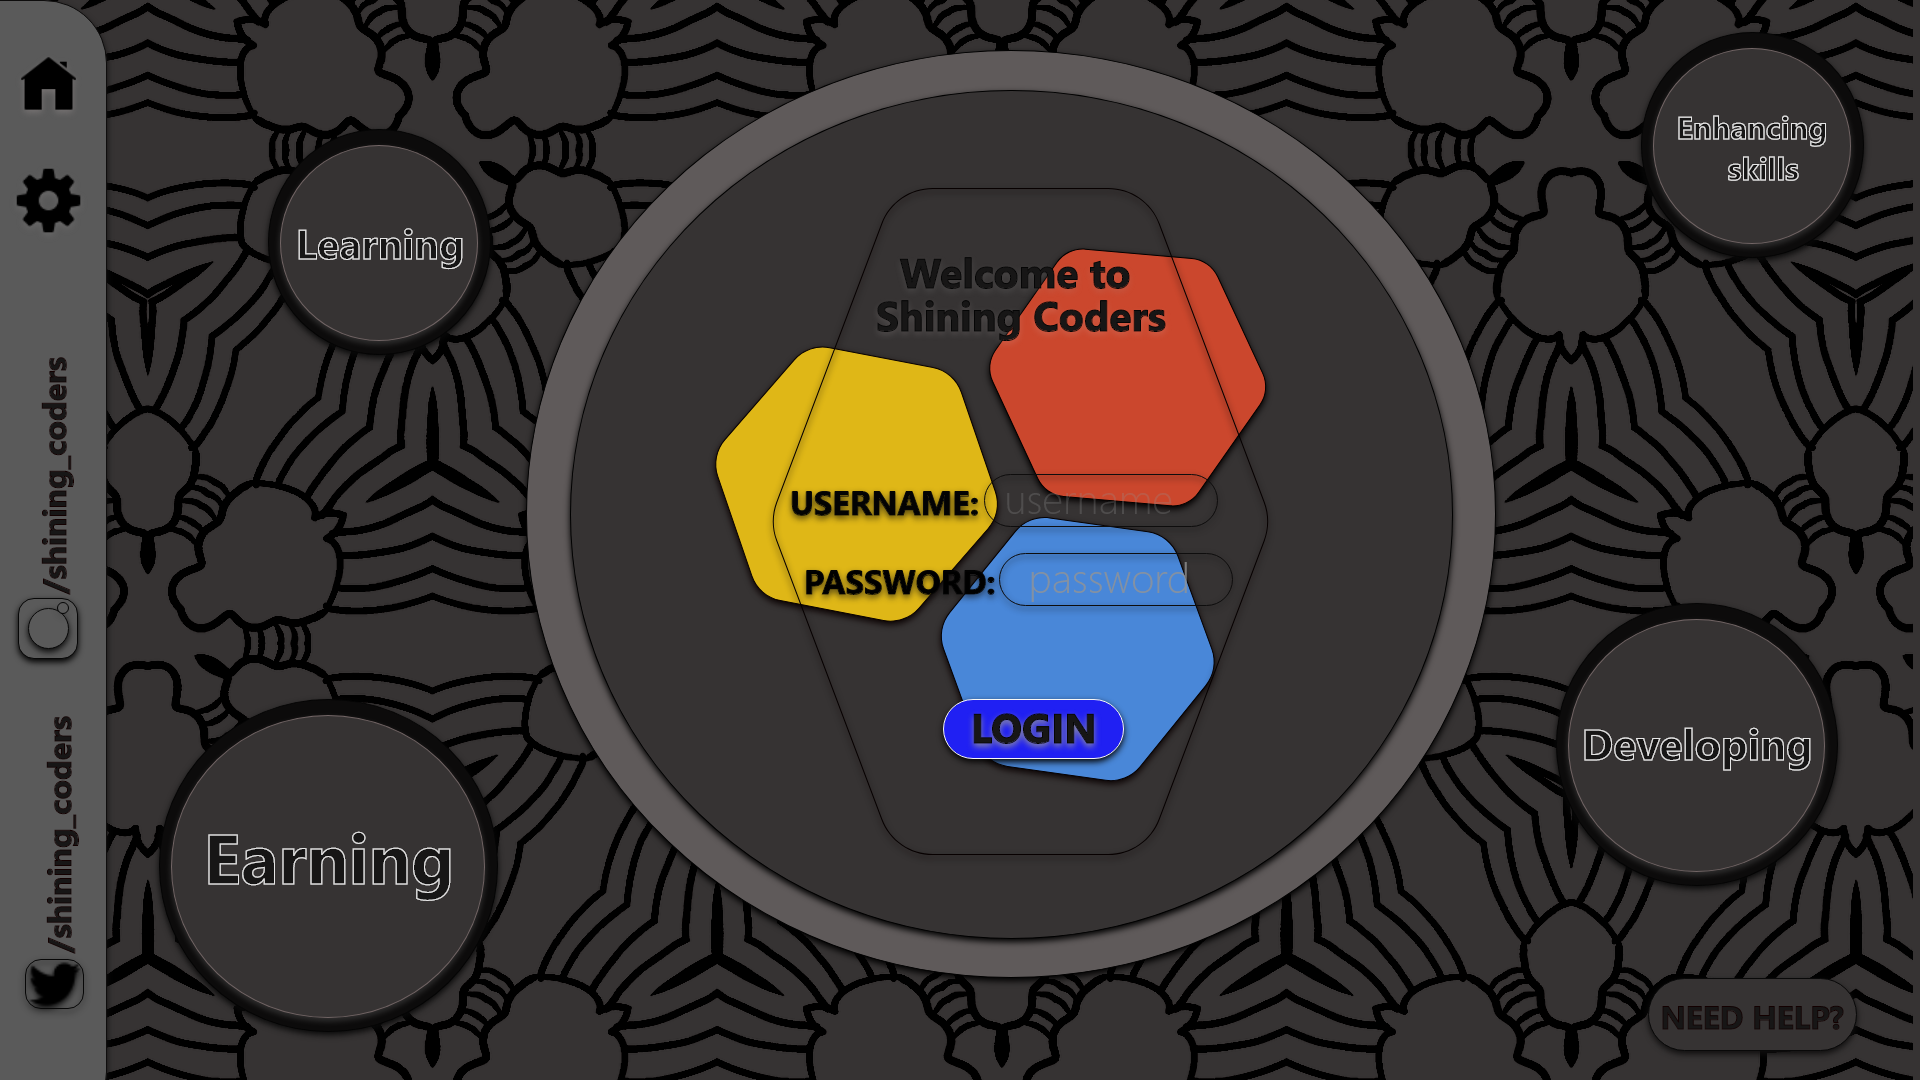 /shining_coders
/shining_coders
Learning
Earning
Welcome to
Shining Coders
USERNAME: username
PASSWORD: password
LOGIN
Enhancing
skills
Developing
NEED HELP?